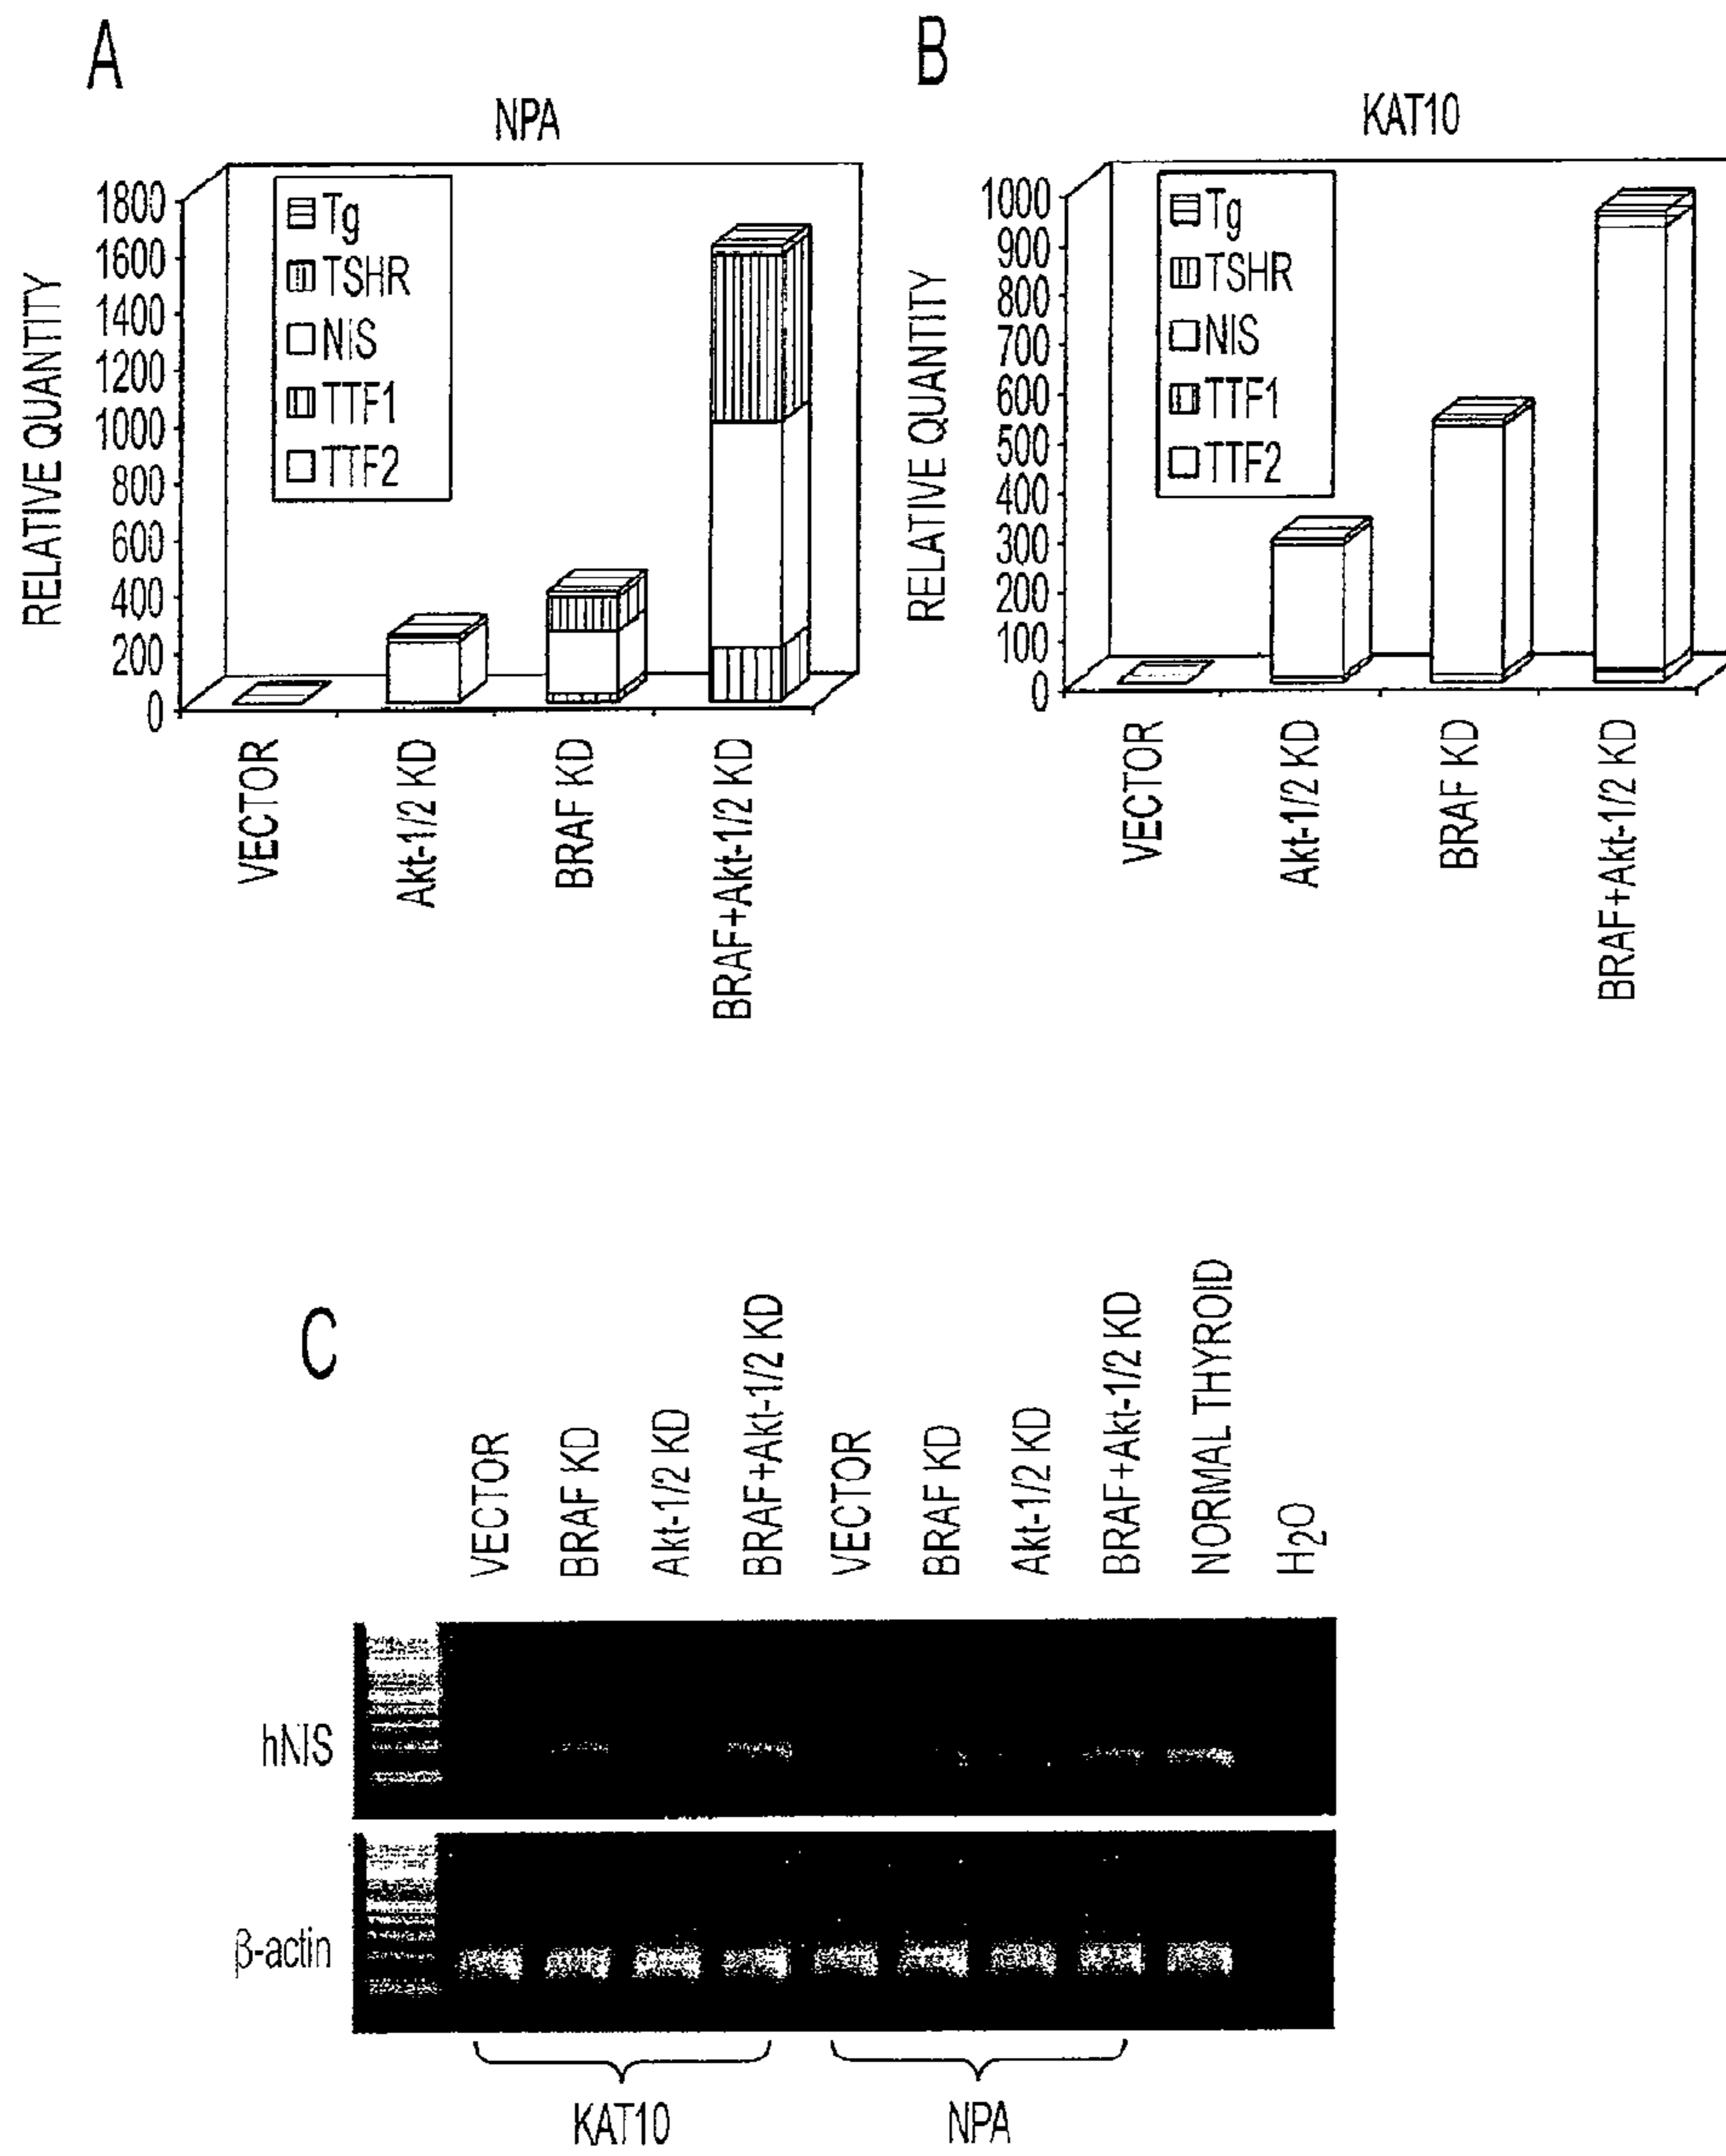 A
NPA
RELATIVE QUANTITY
1800
1600
1400
1200
1000
800
600
400
200
0
Tg
TSHR
NIS
TTF1
TTF2
VECTOR
Akt-1/2 KD
BRAF KD
BRAF+Akt-1/2 KD
B
KAT10
RELATIVE QUANTITY
1000
900
800
700
600
500
400
300
200
100
0
Tg
TSHR
NIS
TTF1
TTF2
VECTOR
Akt-1/2 KD
BRAF KD
BRAF+Akt-1/2 KD
C
VECTOR
BRAF KD
Akt-1/2 KD
BRAF+Akt-1/2 KD
VECTOR
BRAF KD
Akt-1/2 KD
BRAF+Akt-1/2 KD
NORMAL THYROID
H2O
hNIS
β-actin
KAT10
NPA